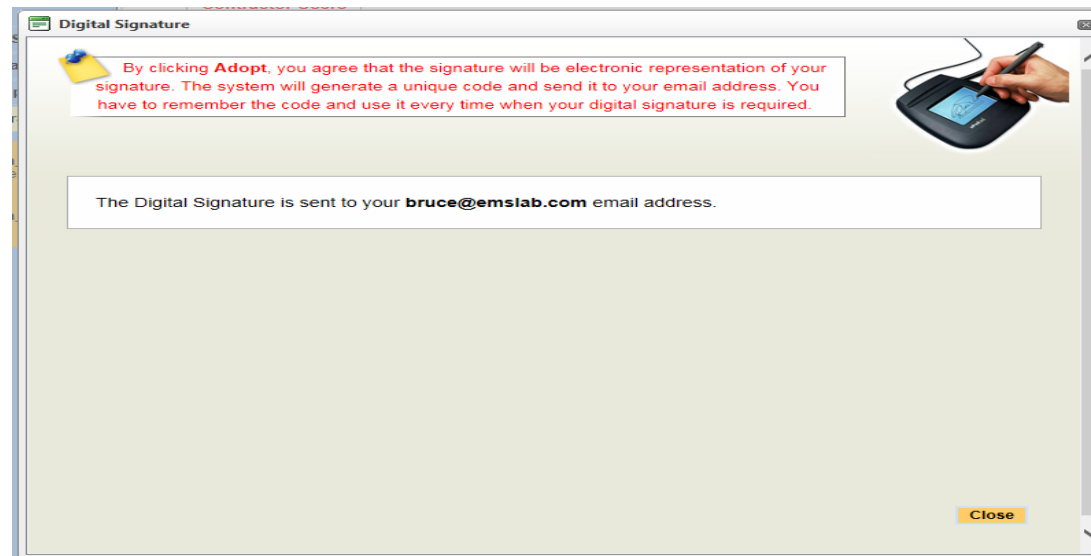 Contractor Users
Digital Signature
By clicking Adopt, you agree that the signature will be electronic representation of your
signature. The system will generate a unique code and send it to your email address. You
have to remember the code and use it every time when your digital signature is required.
The Digital Signature is sent to your bruce@emslab.com email address.
Close